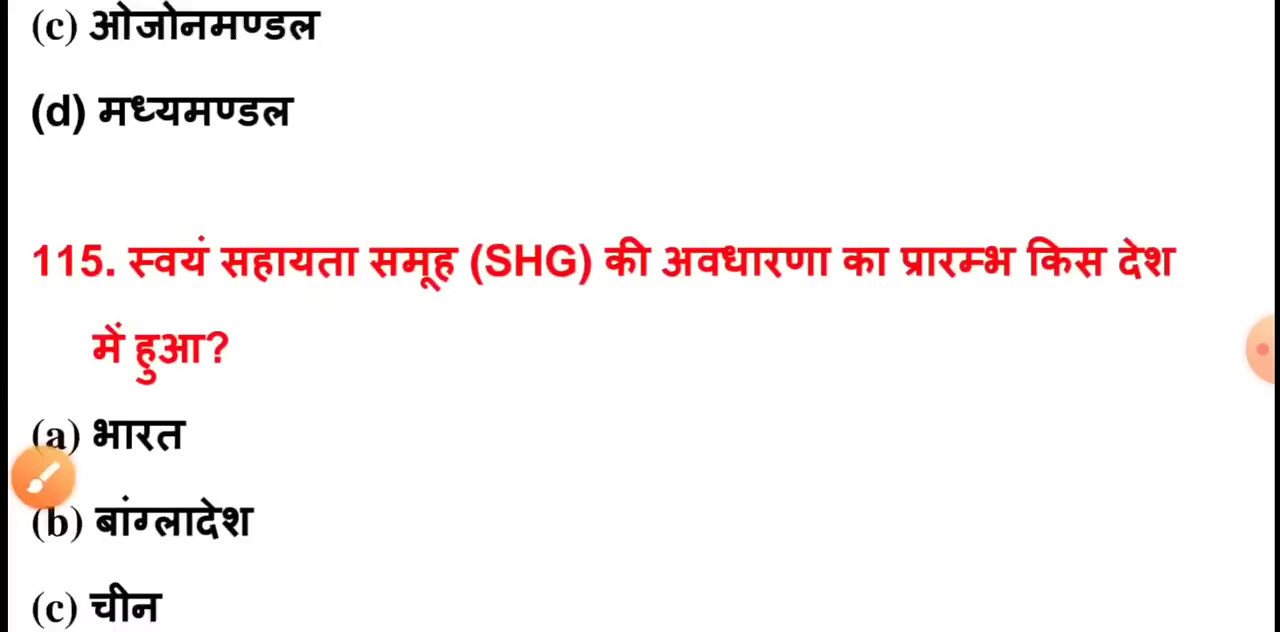 (c) ओजोनमण्डल
(d) मध्यमण्डल
115. स्वयं सहायता समूह (SHG) की अवधारणा का प्रारम्भ किस देश
में हुआ?
(a) भारत
(b) बांग्लादेश
(c) चीन